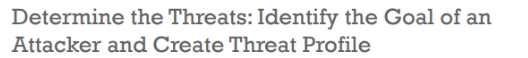 Determine the Threats: Identify the Goal of an
Attacker and Create Threat Profile